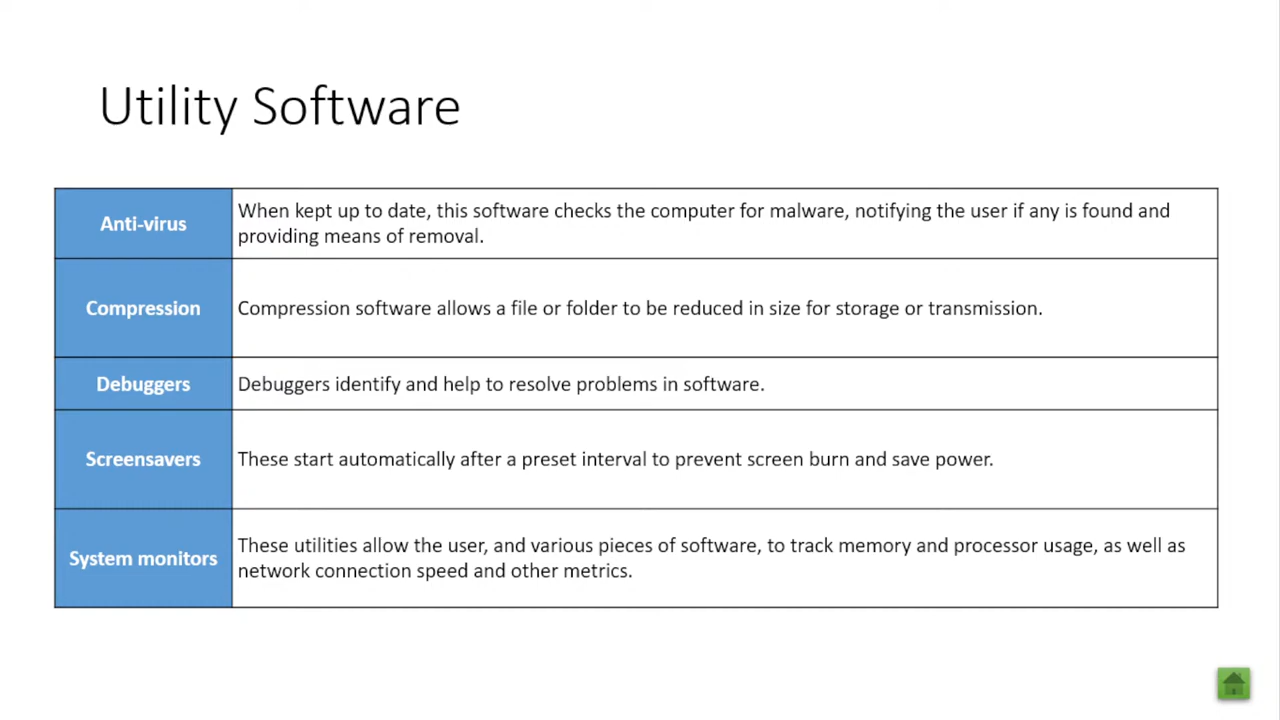 Utility Software
Anti-virus
When kept up to date, this software checks the computer for malware, notifying the user if any is found and
providing means of removal.
Compression
Compression software allows a file or folder to be reduced in size for storage or transmission.
Debuggers
Debuggers identify and help to resolve problems in software.
Screensavers
These start automatically after a preset interval to prevent screen burn and save power.
System monitors
These utilities allow the user, and various pieces of software, to track memory and processor usage, as well as
network connection speed and other metrics.